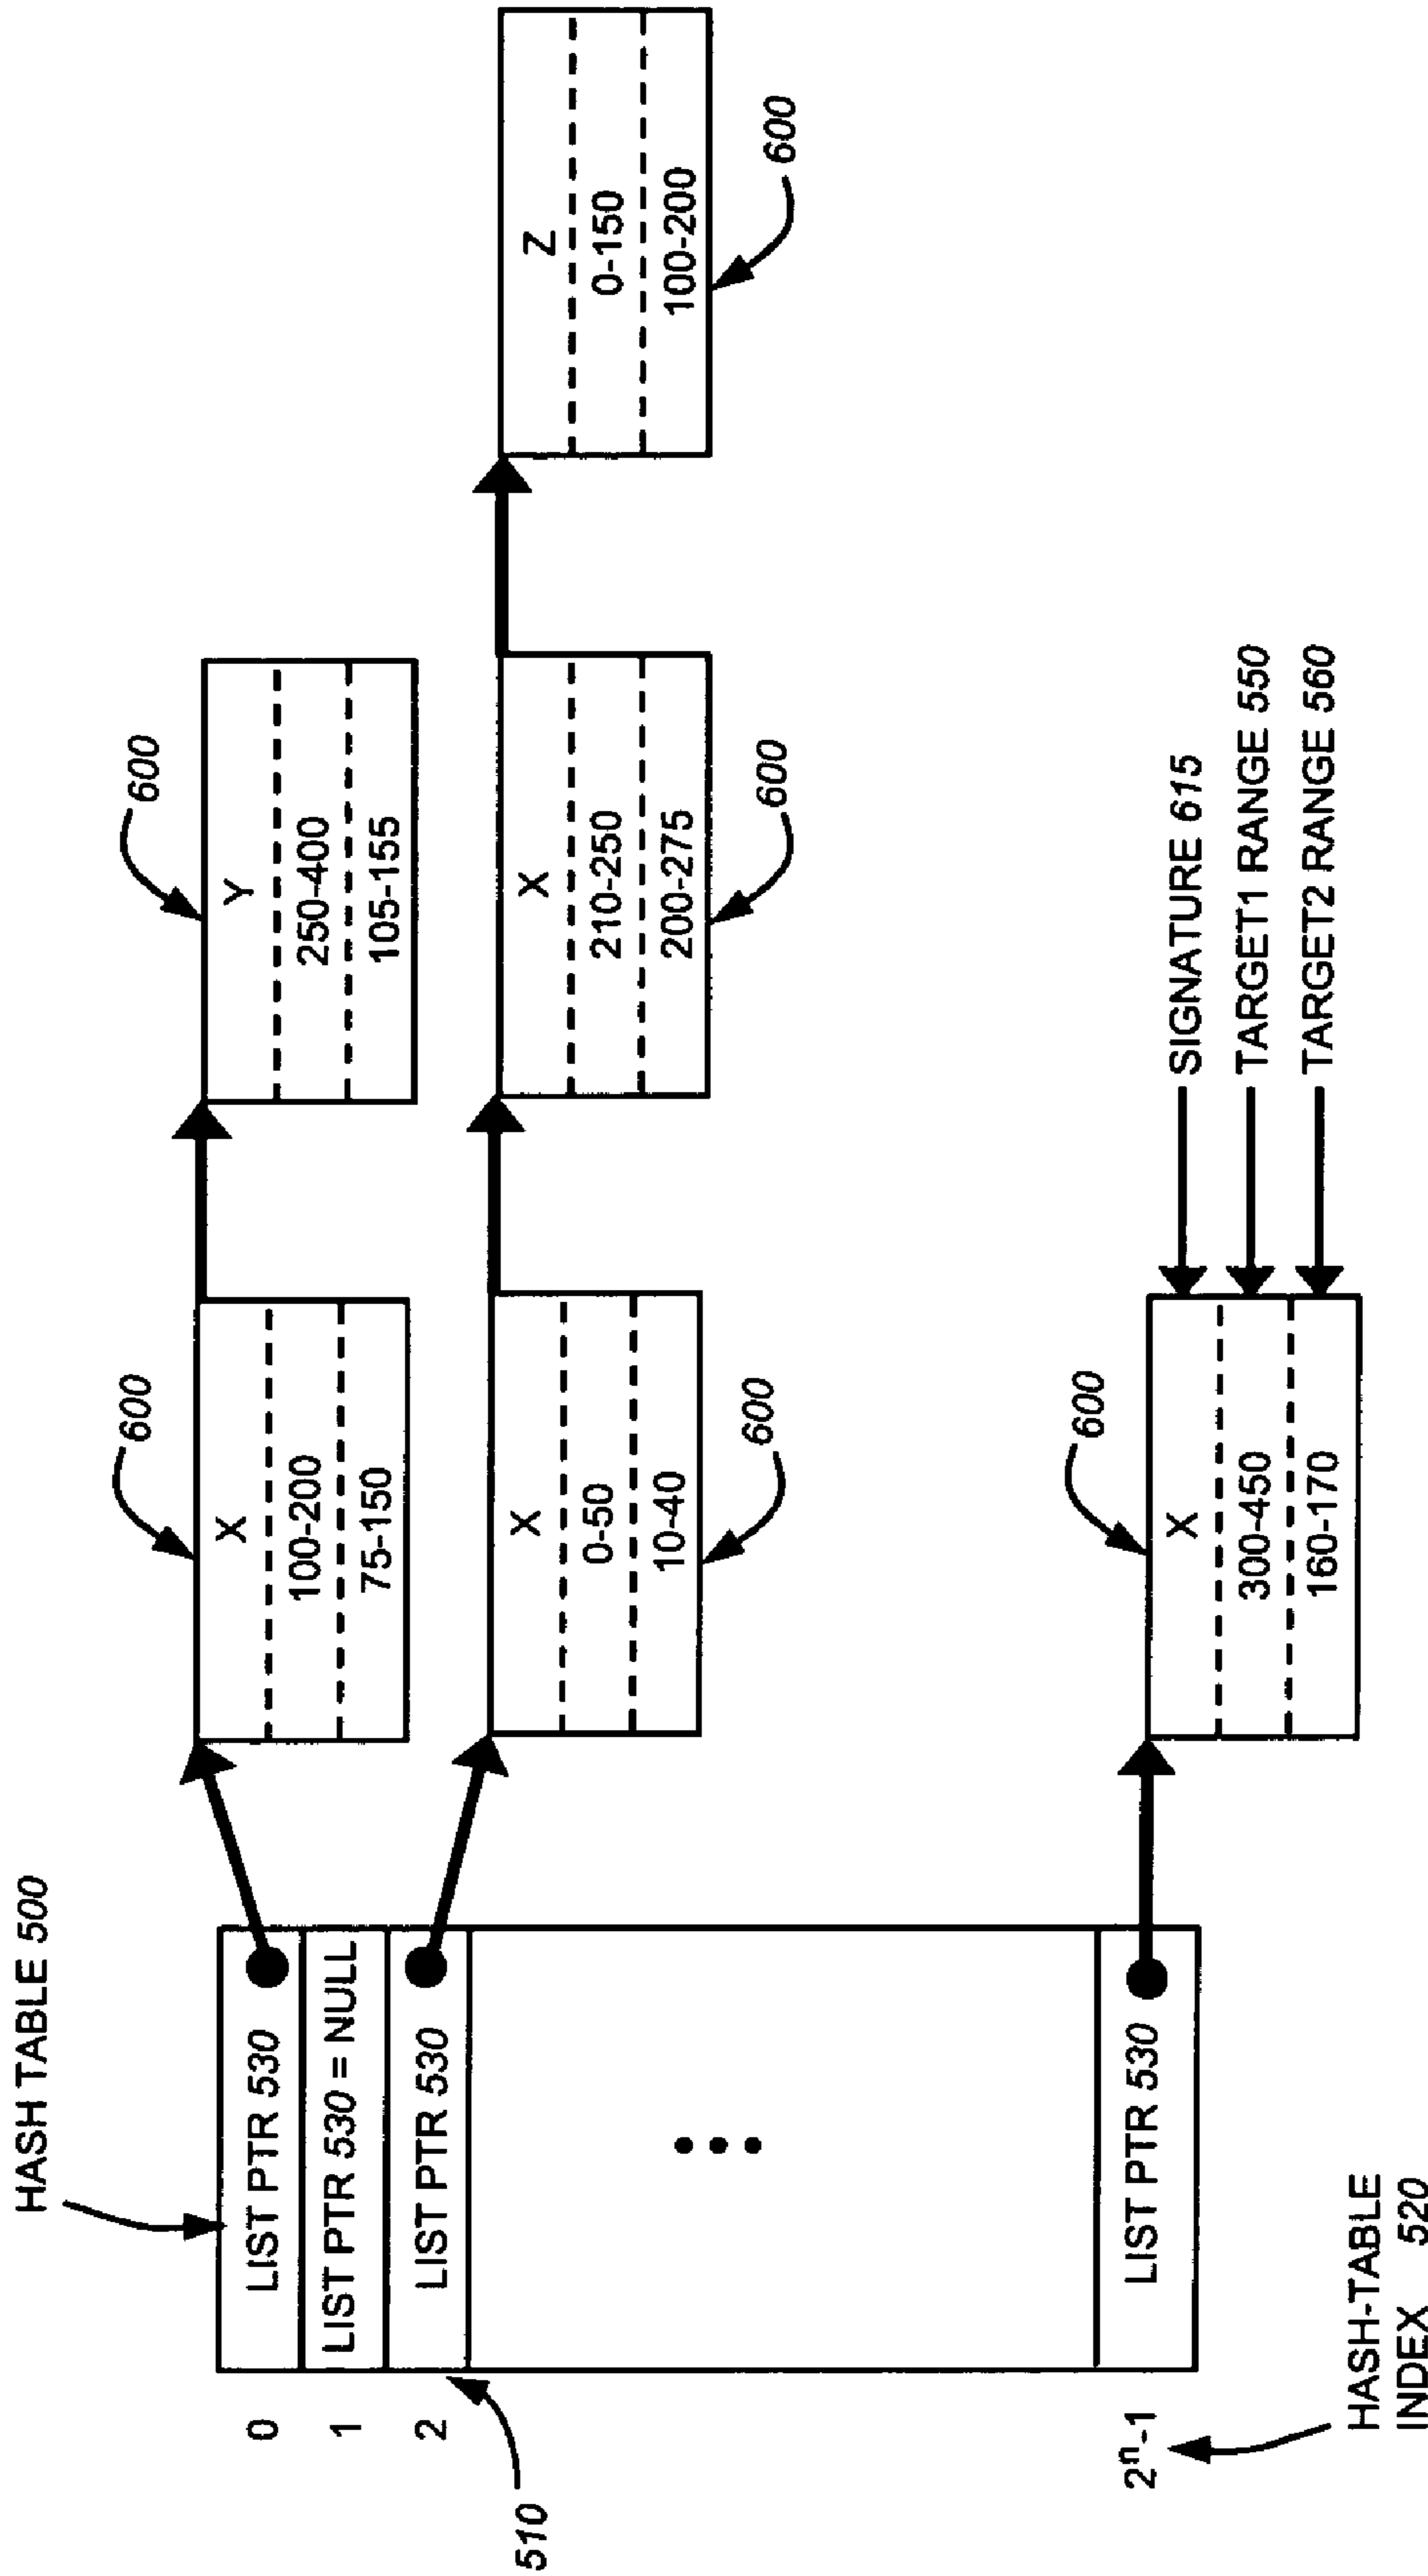 HASH TABLE 500
0
LIST PTR 530
1
LIST PTR 530 = NULL
2
LIST PTR 530
510
2ⁿ-1
LIST PTR 530
HASH-TABLE
INDEX 520
600
X
100-200
75-150
600
Y
250-400
105-155
X
0-50
10-40
600
X
210-250
200-275
600
Z
0-150
100-200
600
600
X
300-450
160-170
SIGNATURE 615
TARGET1 RANGE 550
TARGET2 RANGE 560